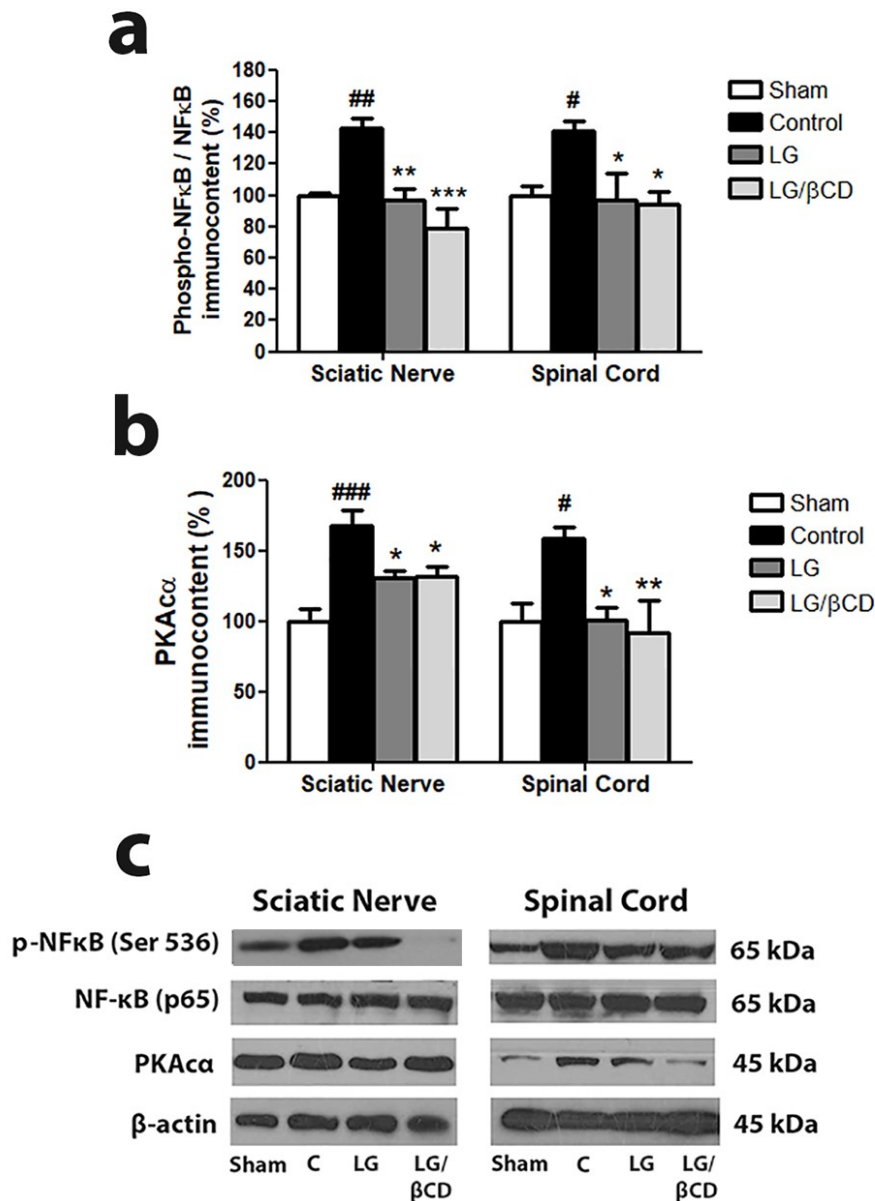 a
Phospho-NFκB / NFκB
immunocontent (%)
180
160
140
120
100
80
60
40
20
0
##
**
***
#
*
*
Sciatic Nerve
Spinal Cord
Sham
Control
LG
LG/βCD
b
PKAcα
immunocontent (% )
200
150
100
50
0
###
*
*
#
*
**
Sciatic Nerve
Spinal Cord
Sham
Control
LG
LG/βCD
c
Sciatic Nerve
Spinal Cord
p-NFκB (Ser 536)
65 kDa
NF-κB (p65)
65 kDa
PKAcα
45 kDa
β-actin
45 kDa
Sham
C
LG
LG/
βCD
Sham
C
LG
LG/
βCD